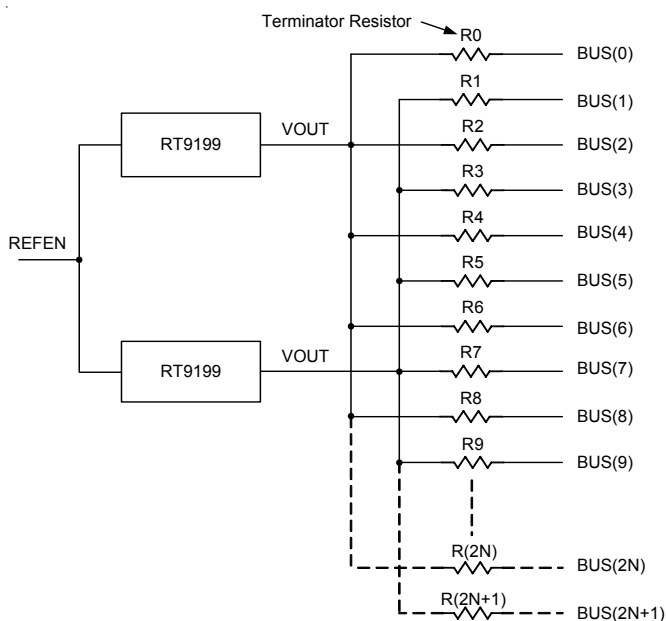 Terminator Resistor
R0
BUS(0)
R1
BUS(1)
VOUT
RT9199
R2
BUS(2)
R3
BUS(3)
REFEN
R4
BUS(4)
R5
BUS(5)
R6
BUS(6)
VOUT
RT9199
R7
BUS(7)
R8
BUS(8)
R9
BUS(9)
R(2N)
BUS(2N)
R(2N+1)
BUS(2N+1)